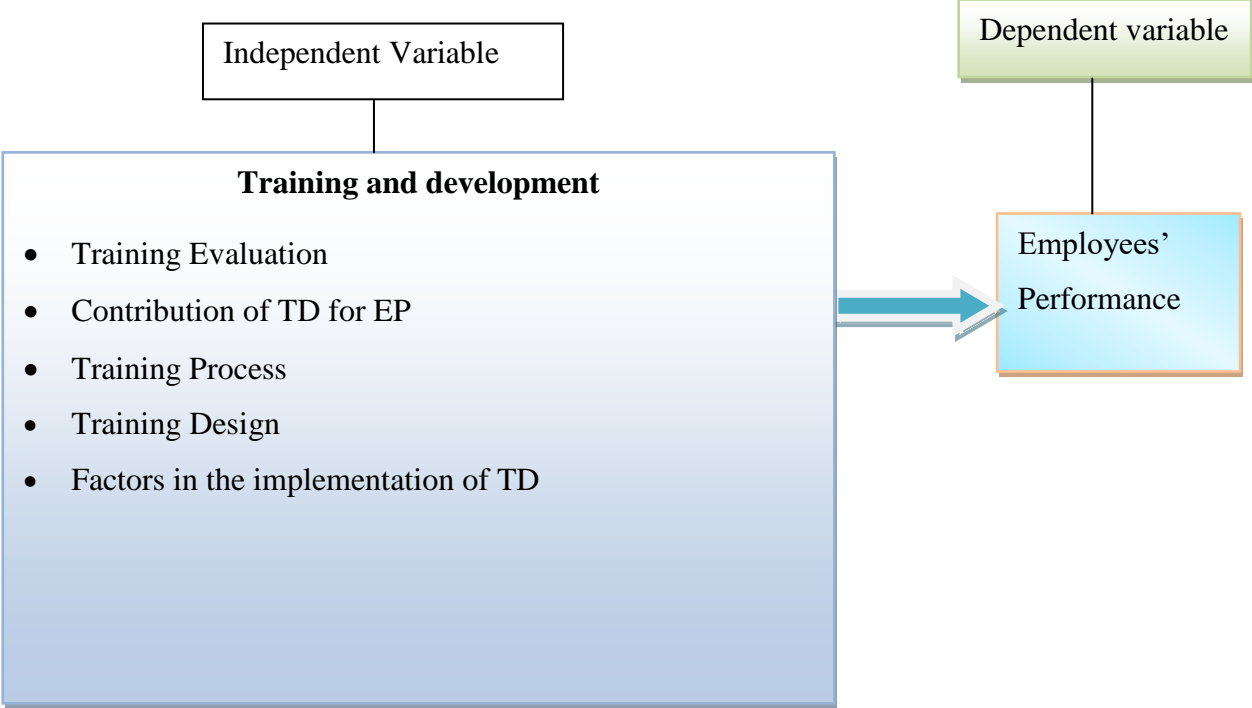 Independent Variable
Dependent variable
Training and development
• Training Evaluation
• Contribution of TD for EP
• Training Process
• Training Design
• Factors in the implementation of TD
Employees’
Performance